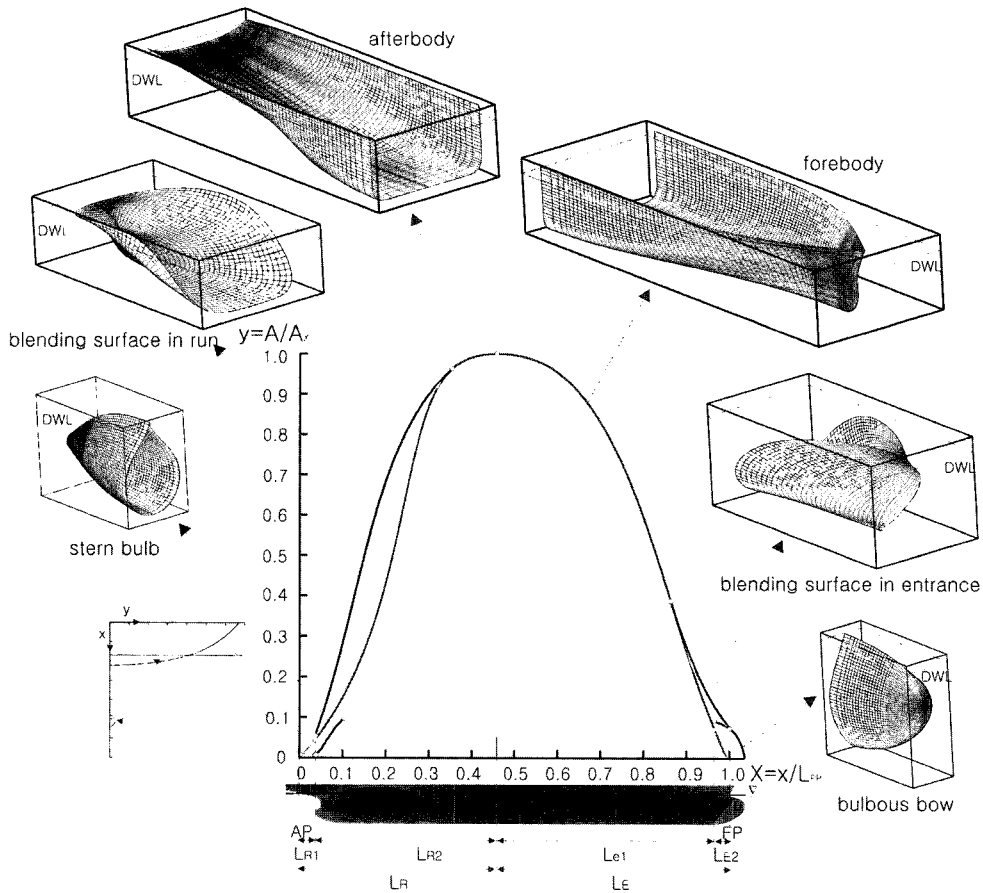 afterbody
DWL
forebody
DWL
DWL
blending surface in run
y=A/A
1.0
0.9
0.8
0.7
0.6
0.5
0.4
0.3
0.2
0.1
0
DWL
stern bulb
DWL
blending surface in entrance
y
x
DWL
bulbous bow
0 0.1 0.2 0.3 0.4 0.5 0.6 0.7 0.8 0.9 1.0 X=x/L
AP FP
LR1 LR2 Le1 LE2
LR LE